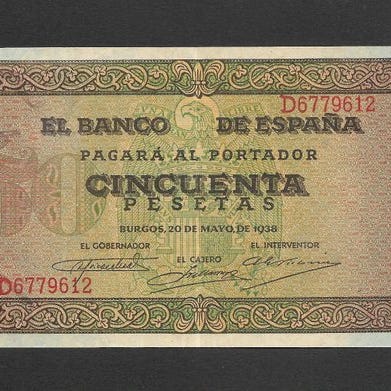 D6779612
EL BANCO DE ESPAÑA
PAGARÁ AL PORTADOR
CINCUENTA
PESETAS
BURGOS, 20 DE MAYO, DE 1938
EL GOBERNADOR EL CAJERO EL INTERVENTOR
D6779612